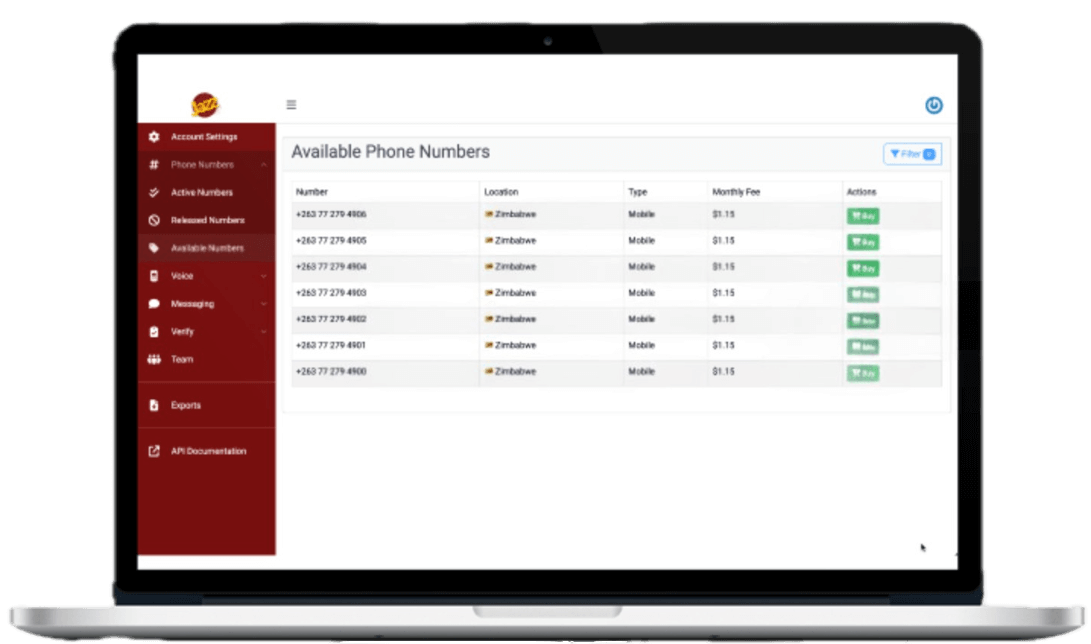 Account Settings
Phone Numbers
Active Numbers
Released Numbers
Available Numbers
Voice
Messaging
Verify
Team
Exports
API Documentation
Available Phone Numbers
Filter
Number Location Type Monthly Fee Actions
+263 77 279 4906 Zimbabwe Mobile $1.15 Buy
+263 77 279 4905 Zimbabwe Mobile $1.15 Buy
+263 77 279 4904 Zimbabwe Mobile $1.15 Buy
+263 77 279 4903 Zimbabwe Mobile $1.15
+263 77 279 4902 Zimbabwe Mobile $1.15
+263 77 279 4901 Zimbabwe Mobile $1.15
+263 77 279 4900 Zimbabwe Mobile $1.15 Buy